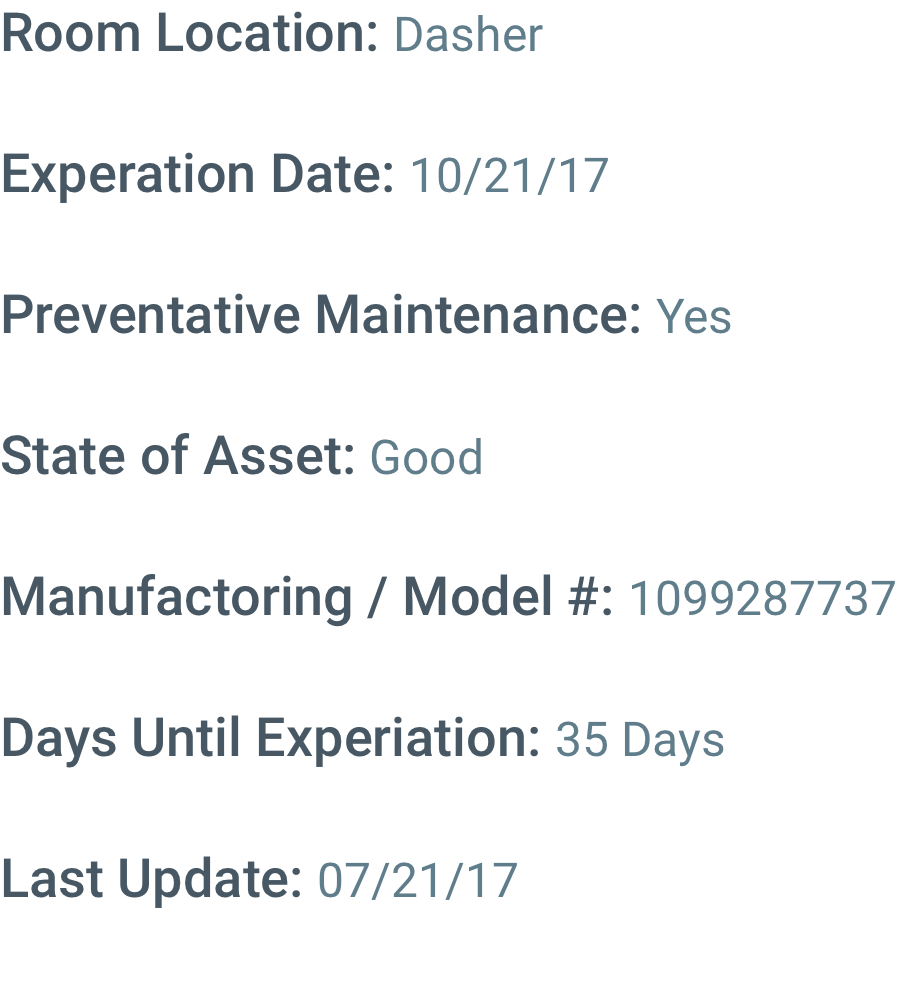 Room Location: Dasher
Experation Date: 10/21/17
Preventative Maintenance: Yes
State of Asset: Good
Manufactoring / Model #: 1099287737
Days Until Experiation: 35 Days
Last Update: 07/21/17